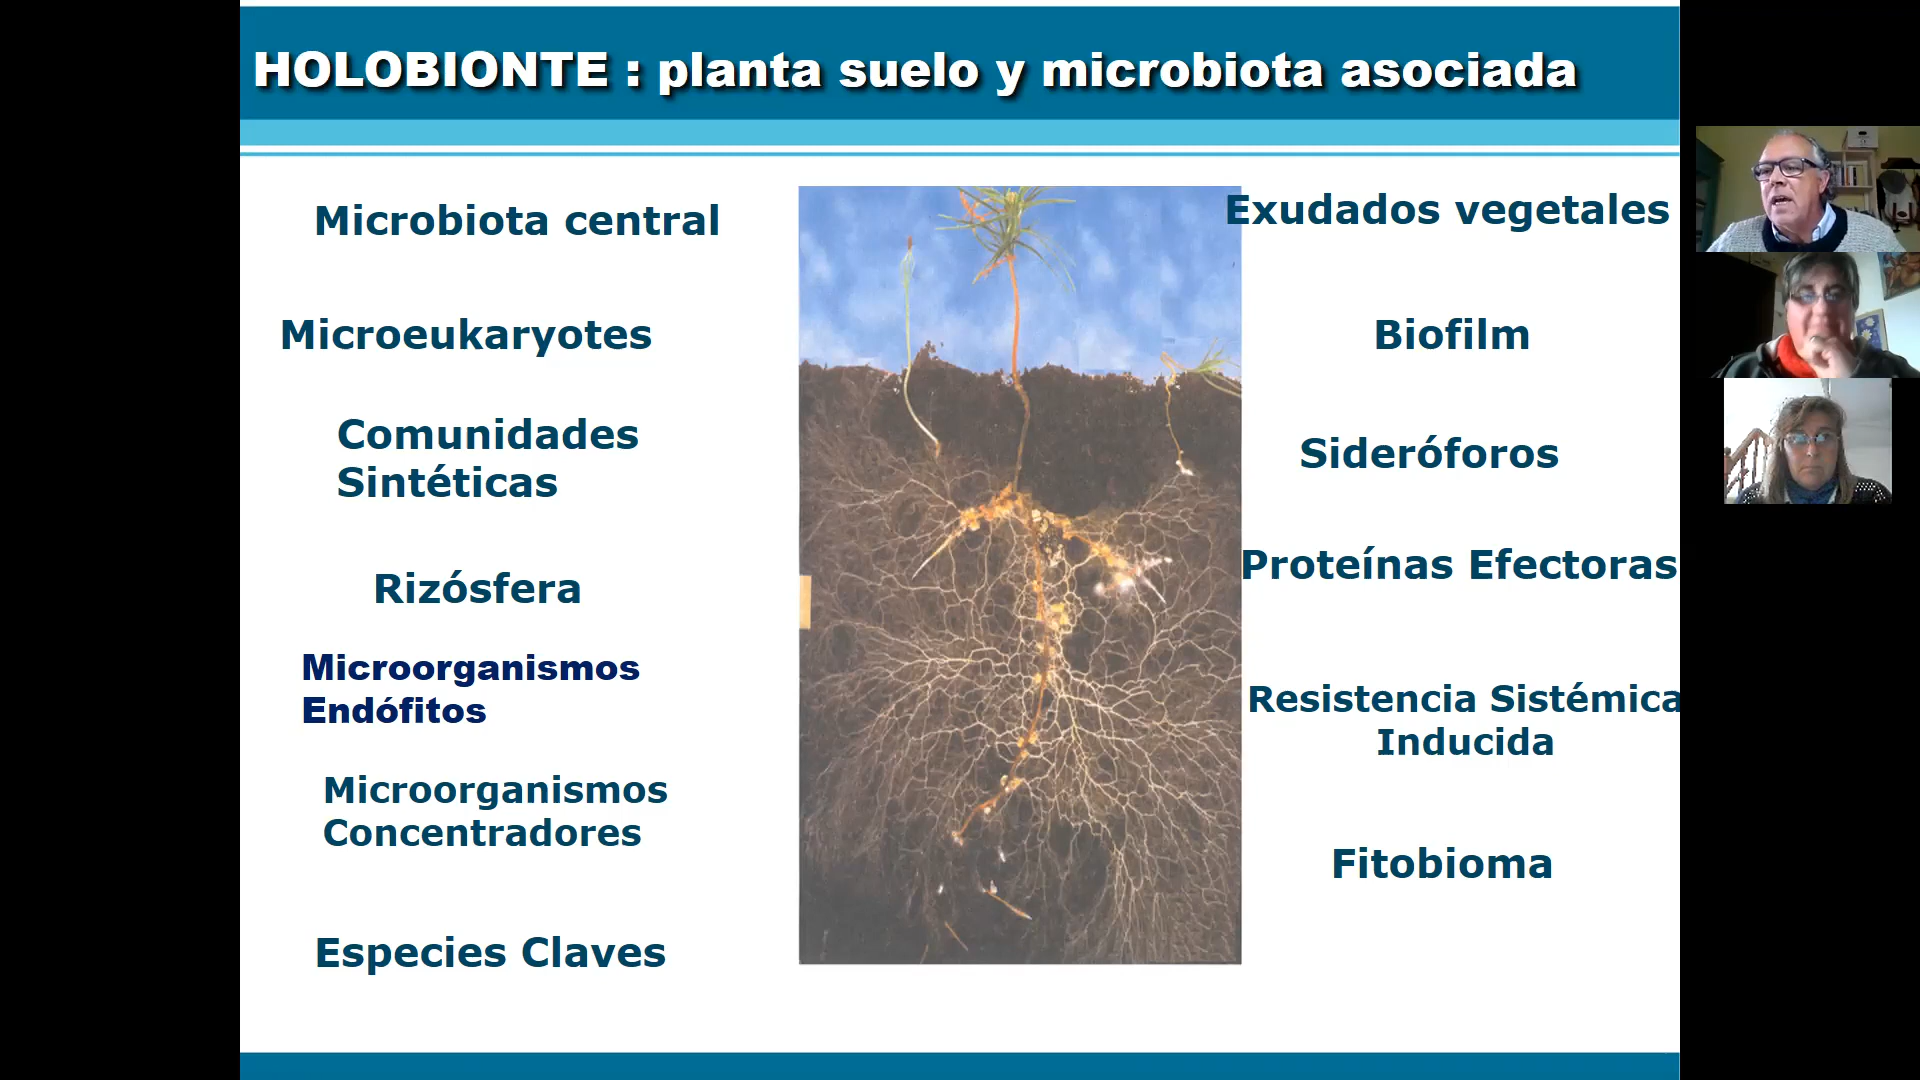 HOLOBIONTE : planta suelo y microbiota asociada
Microbiota central
Microeukaryotes
Comunidades
Sintéticas
Rizósfera
Microorganismos
Endófitos
Microorganismos
Concentradores
Especies Claves
Exudados vegetales
Biofilm
Sideróforos
Proteínas Efectoras
Resistencia Sistémica
Inducida
Fitobioma